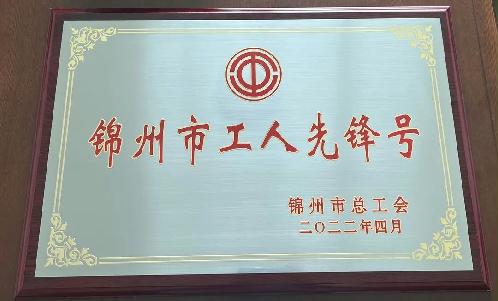 锦州市工人先锋号
锦州市总工会
二〇二二年四月